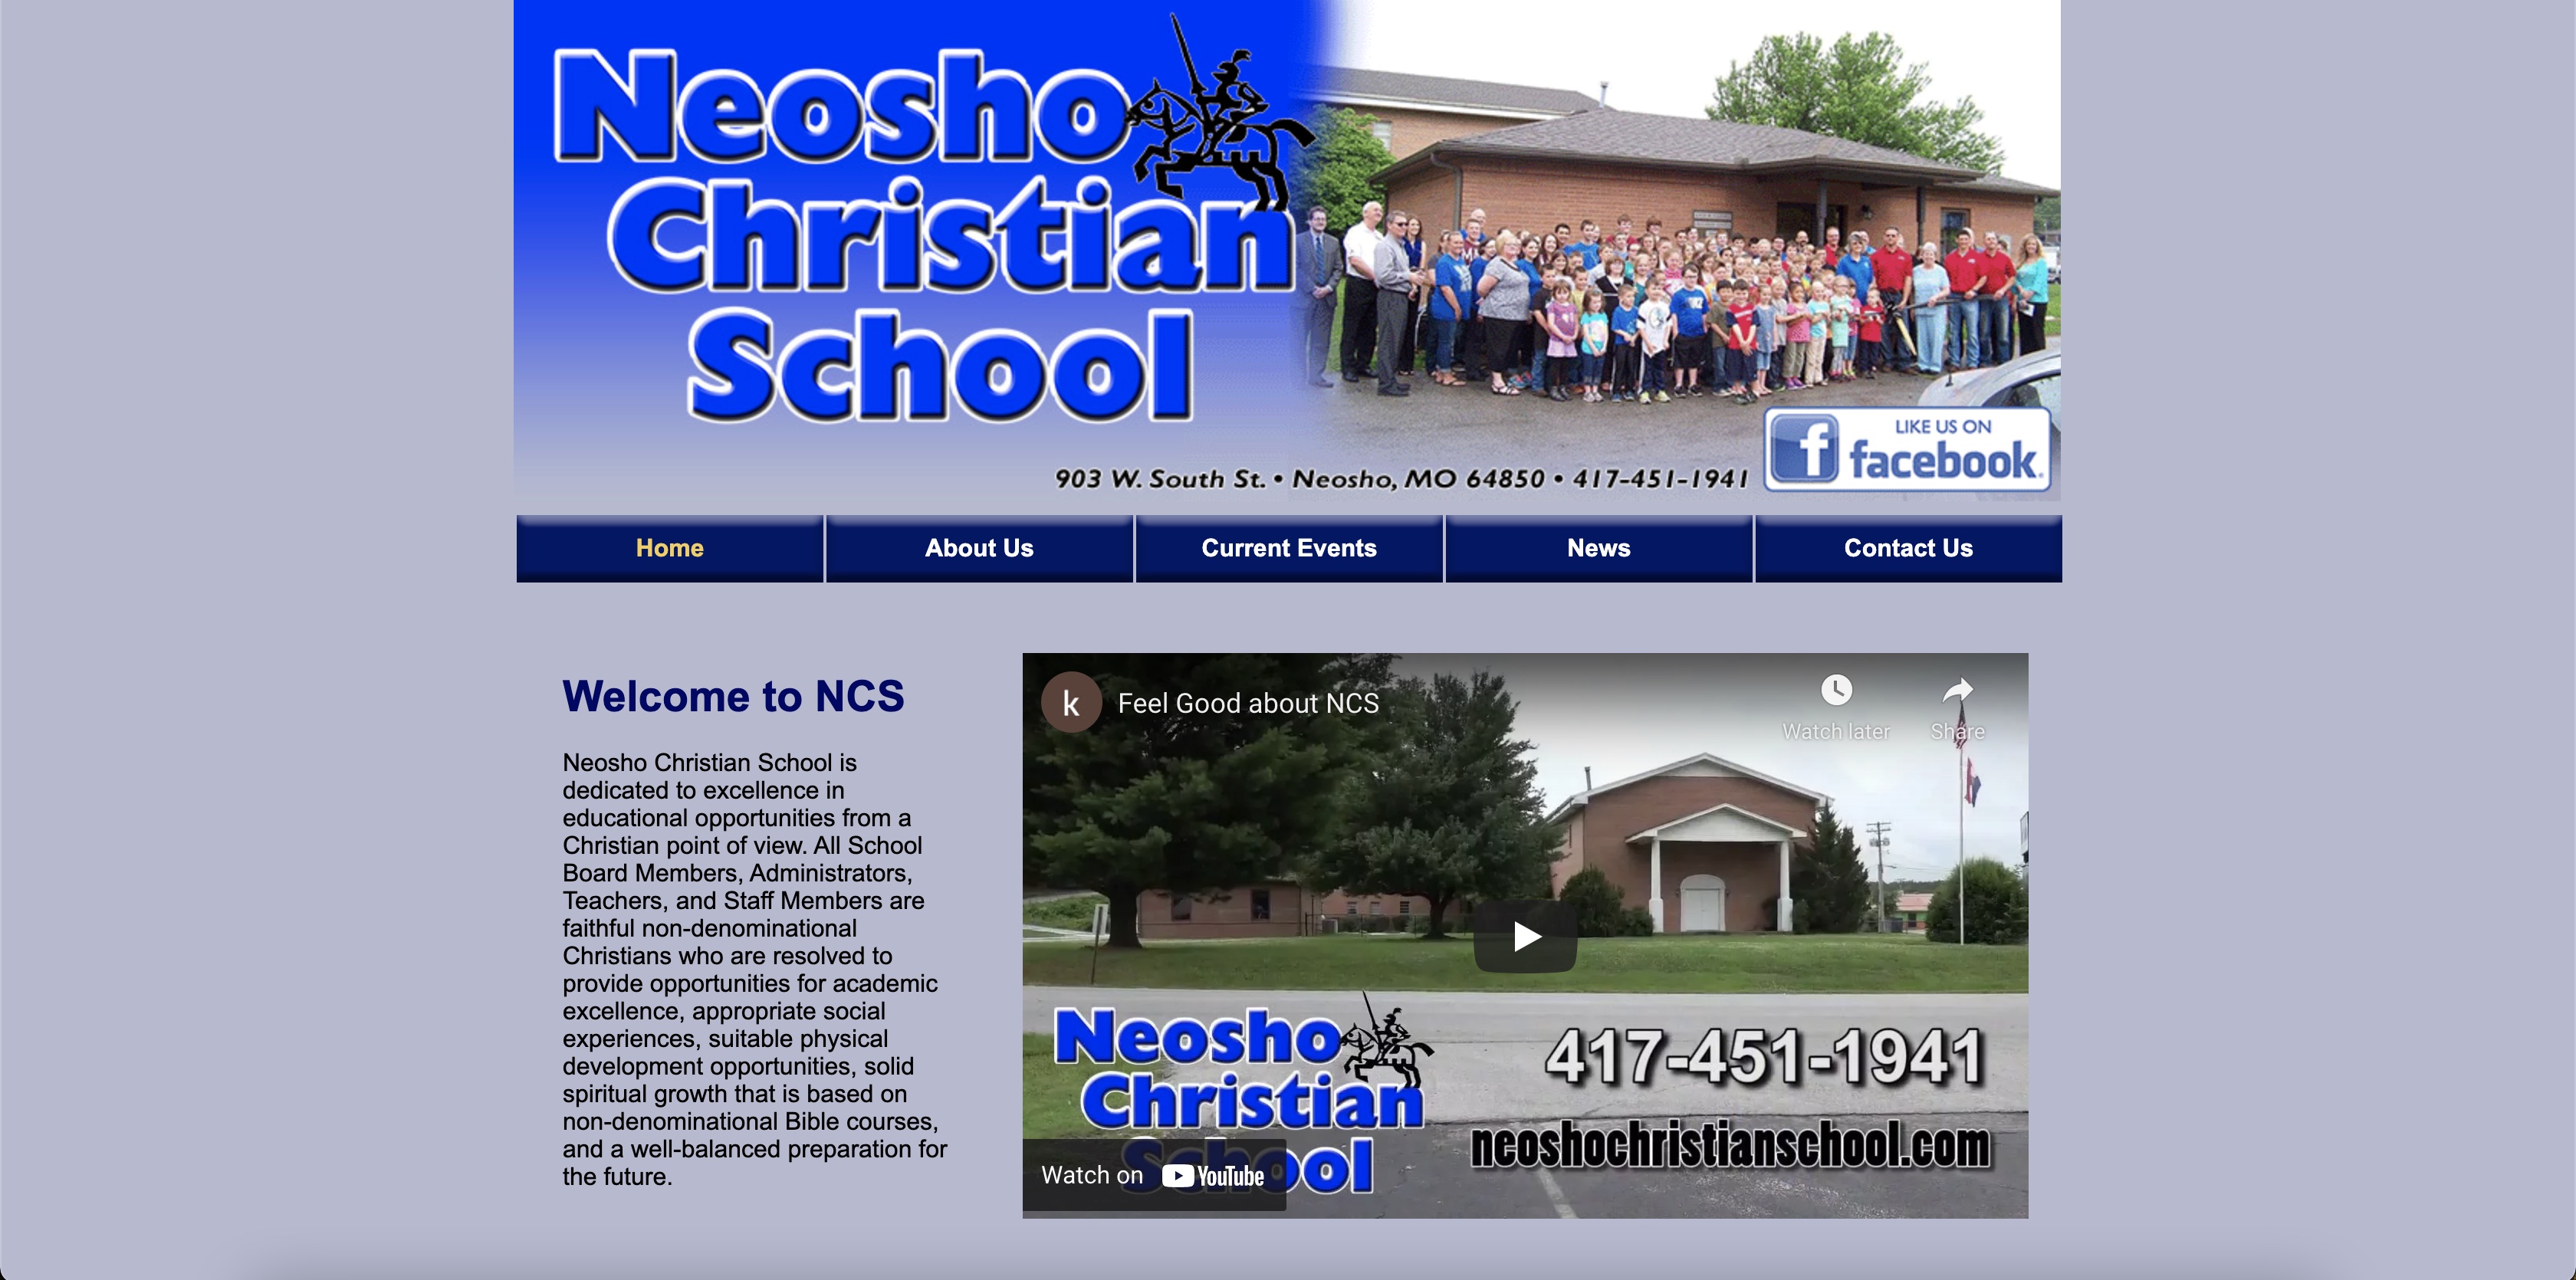 Neosho
Christian
School
903 W. South St. • Neosho, MO 64850 • 417-451-1941
LIKE US ON
facebook
Home
About Us
Current Events
News
Contact Us
Welcome to NCS
Neosho Christian School is
dedicated to excellence in
educational opportunities from a
Christian point of view. All School
Board Members, Administrators,
Teachers, and Staff Members are
faithful non-denominational
Christians who are resolved to
provide opportunities for academic
excellence, appropriate social
experiences, suitable physical
development opportunities, solid
spiritual growth that is based on
non-denominational Bible courses,
and a well-balanced preparation for
the future.
k
Feel Good about NCS
Watch later
Share
Neosho
Christian
School
417-451-1941
neoshochristianschool.com
Watch on YouTube